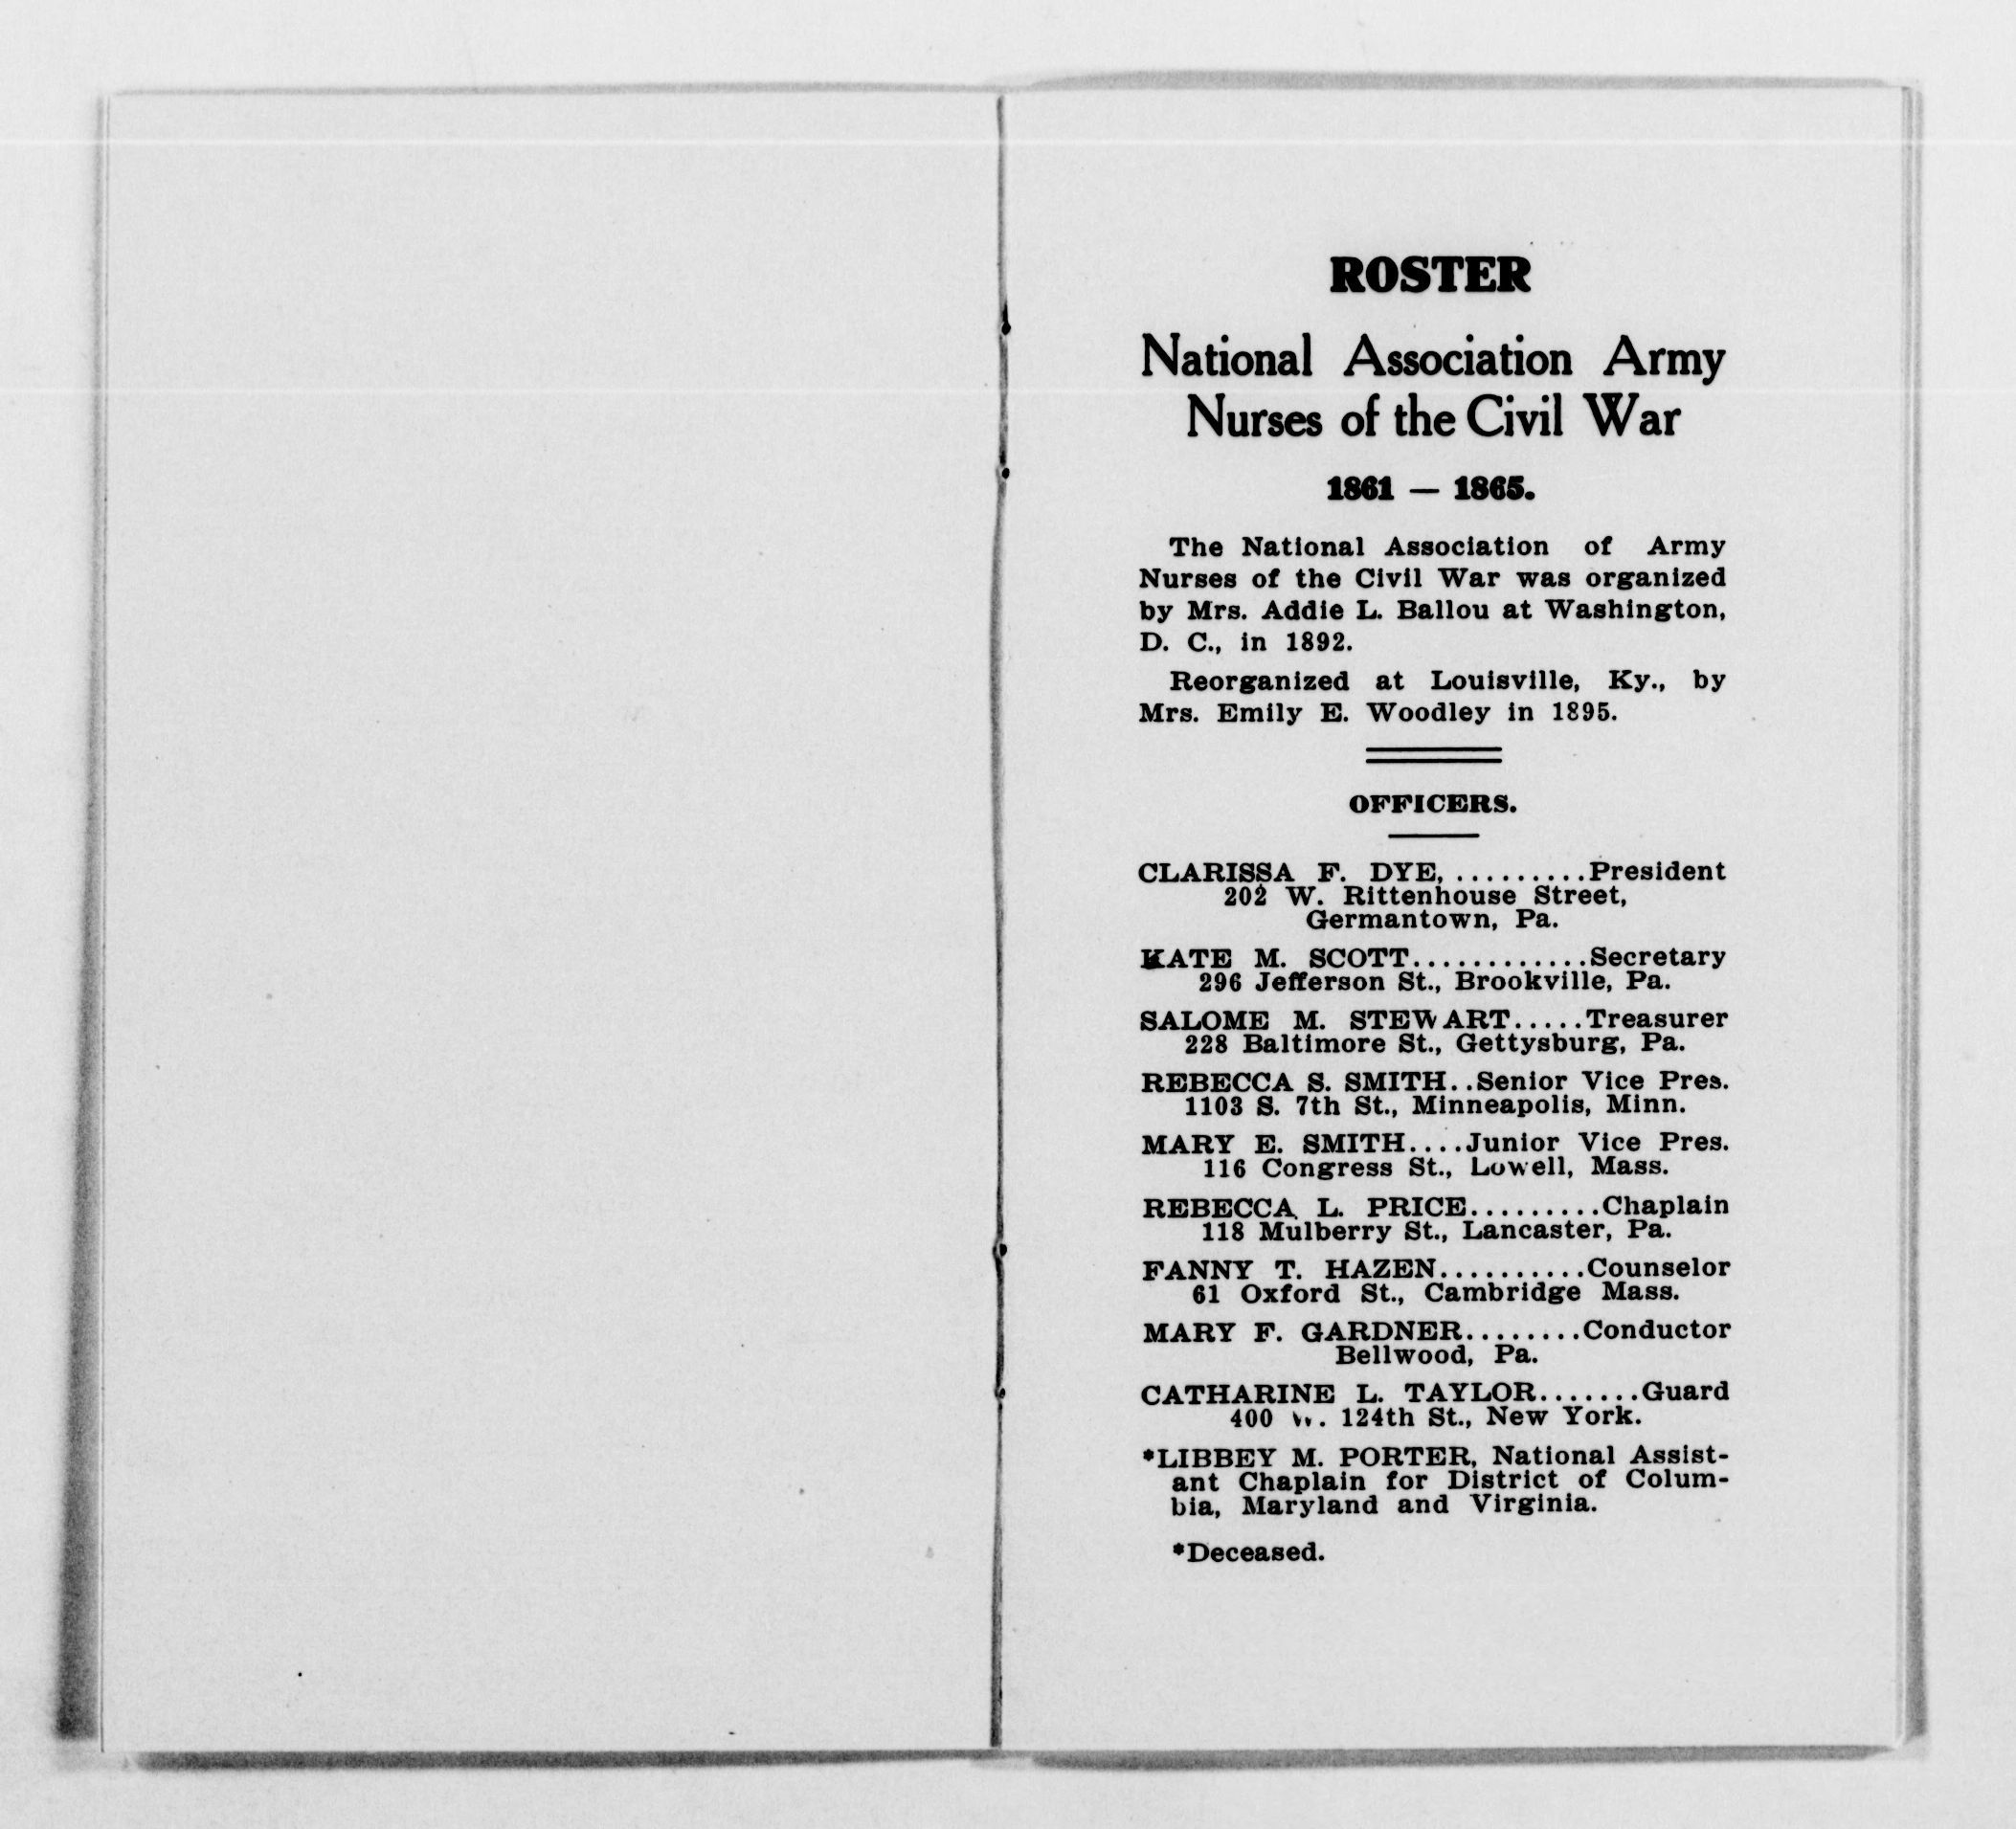 ROSTER
National Association Army
Nurses of the Civil War
1861 — 1865.
The National Association of Army
Nurses of the Civil War was organized
by Mrs. Addie L. Ballou at Washington,
D. C., in 1892.
Reorganized at Louisville, Ky., by
Mrs. Emily E. Woodley in 1895.
OFFICERS.
CLARISSA F. DYE, .........President
202 W. Rittenhouse Street,
Germantown, Pa.
KATE M. SCOTT............Secretary
296 Jefferson St., Brookville, Pa.
SALOME M. STEWART.....Treasurer
228 Baltimore St., Gettysburg, Pa.
REBECCA S. SMITH..Senior Vice Pres.
1103 S. 7th St., Minneapolis, Minn.
MARY E. SMITH....Junior Vice Pres.
116 Congress St., Lowell, Mass.
REBECCA L. PRICE.........Chaplain
118 Mulberry St., Lancaster, Pa.
FANNY T. HAZEN..........Counselor
61 Oxford St., Cambridge Mass.
MARY F. GARDNER........Conductor
Bellwood, Pa.
CATHARINE L. TAYLOR.......Guard
400 W. 124th St., New York.
*LIBBEY M. PORTER, National Assist-
ant Chaplain for District of Colum-
bia, Maryland and Virginia.
*Deceased.